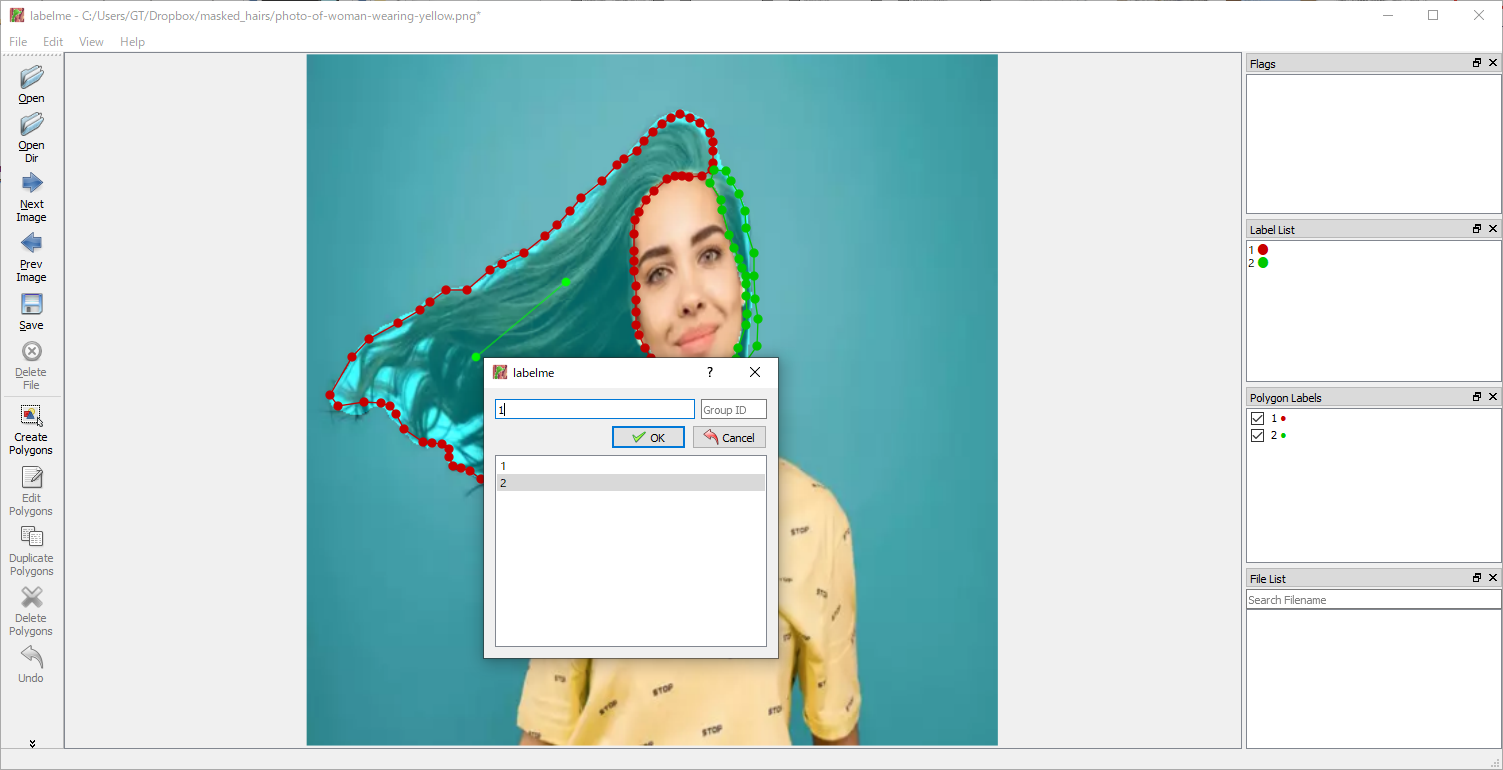 labelme - C:/Users/GT/Dropbox/masked_hairs/photo-of-woman-wearing-yellow.png*
File Edit View Help
Open
Open
Dir
Next
Image
Prev
Image
Save
Delete
File
Create
Polygons
Edit
Polygons
Duplicate
Polygons
Delete
Polygons
Undo
labelme
?
1
Group ID
OK
Cancel
1
2
STOP
STOP
STOP
STOP
STOP
Flags
Label List
1
2
Polygon Labels
1
2
File List
Search Filename